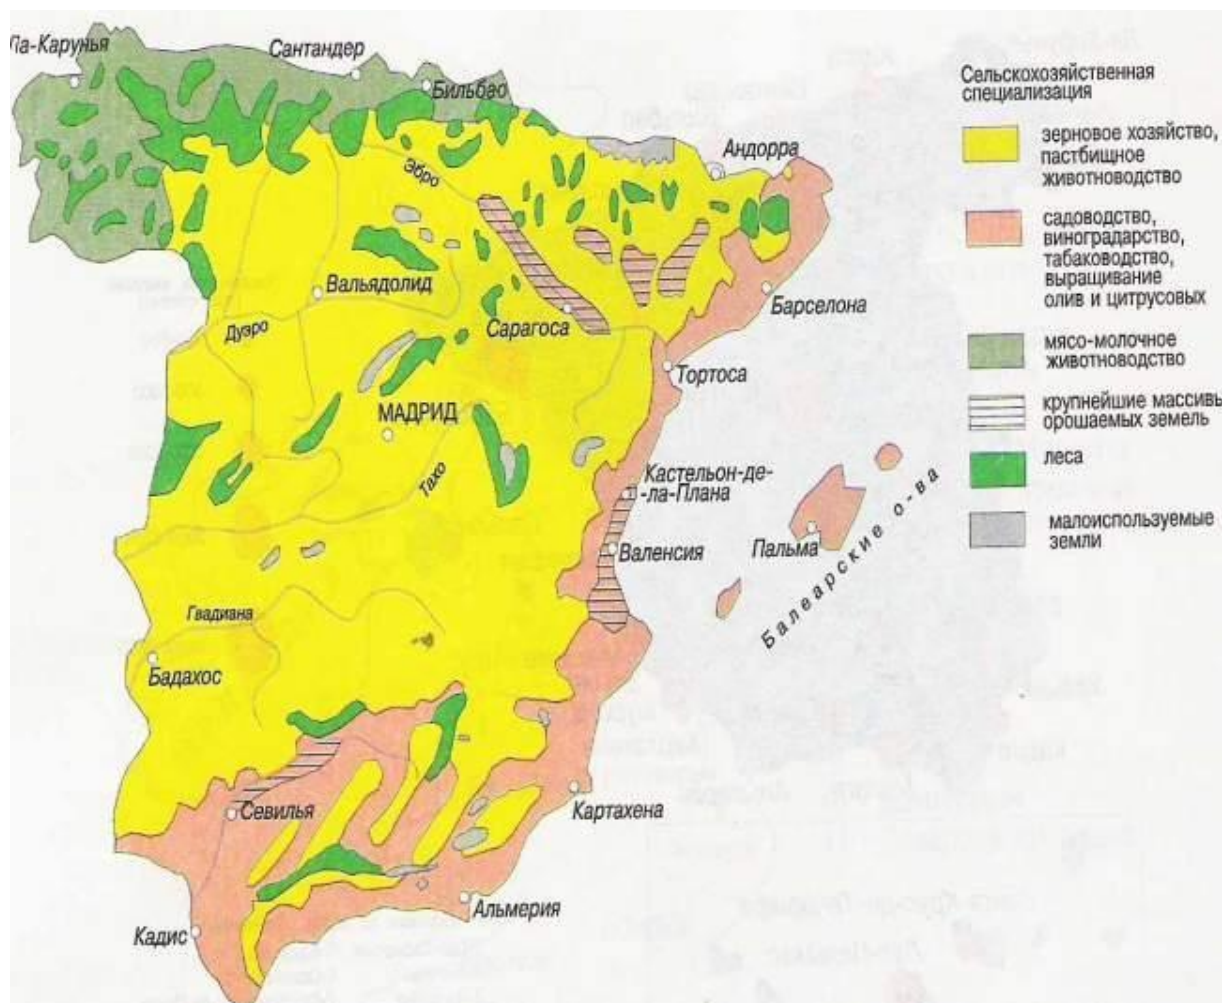 Ла-Карунья
Сантандер
Бильбао
Андорра
Эбро
Вальядолид
Дуэро
Сарагоса
Барселона
Тортоса
МАДРИД
Тахо
Кастельон-де-
-ла-Плана
Валенсия
Пальма
Балеарские о-ва
Гвадиана
Бадахос
Севилья
Картахена
Альмерия
Кадис
Сельскохозяйственная
специализация
зерновое хозяйство,
пастбищное
животноводство
садоводство,
виноградарство,
табаководство,
выращивание
олив и цитрусовых
мясо-молочное
животноводство
крупнейшие массивы
орошаемых земель
леса
малоиспользуемые
земли